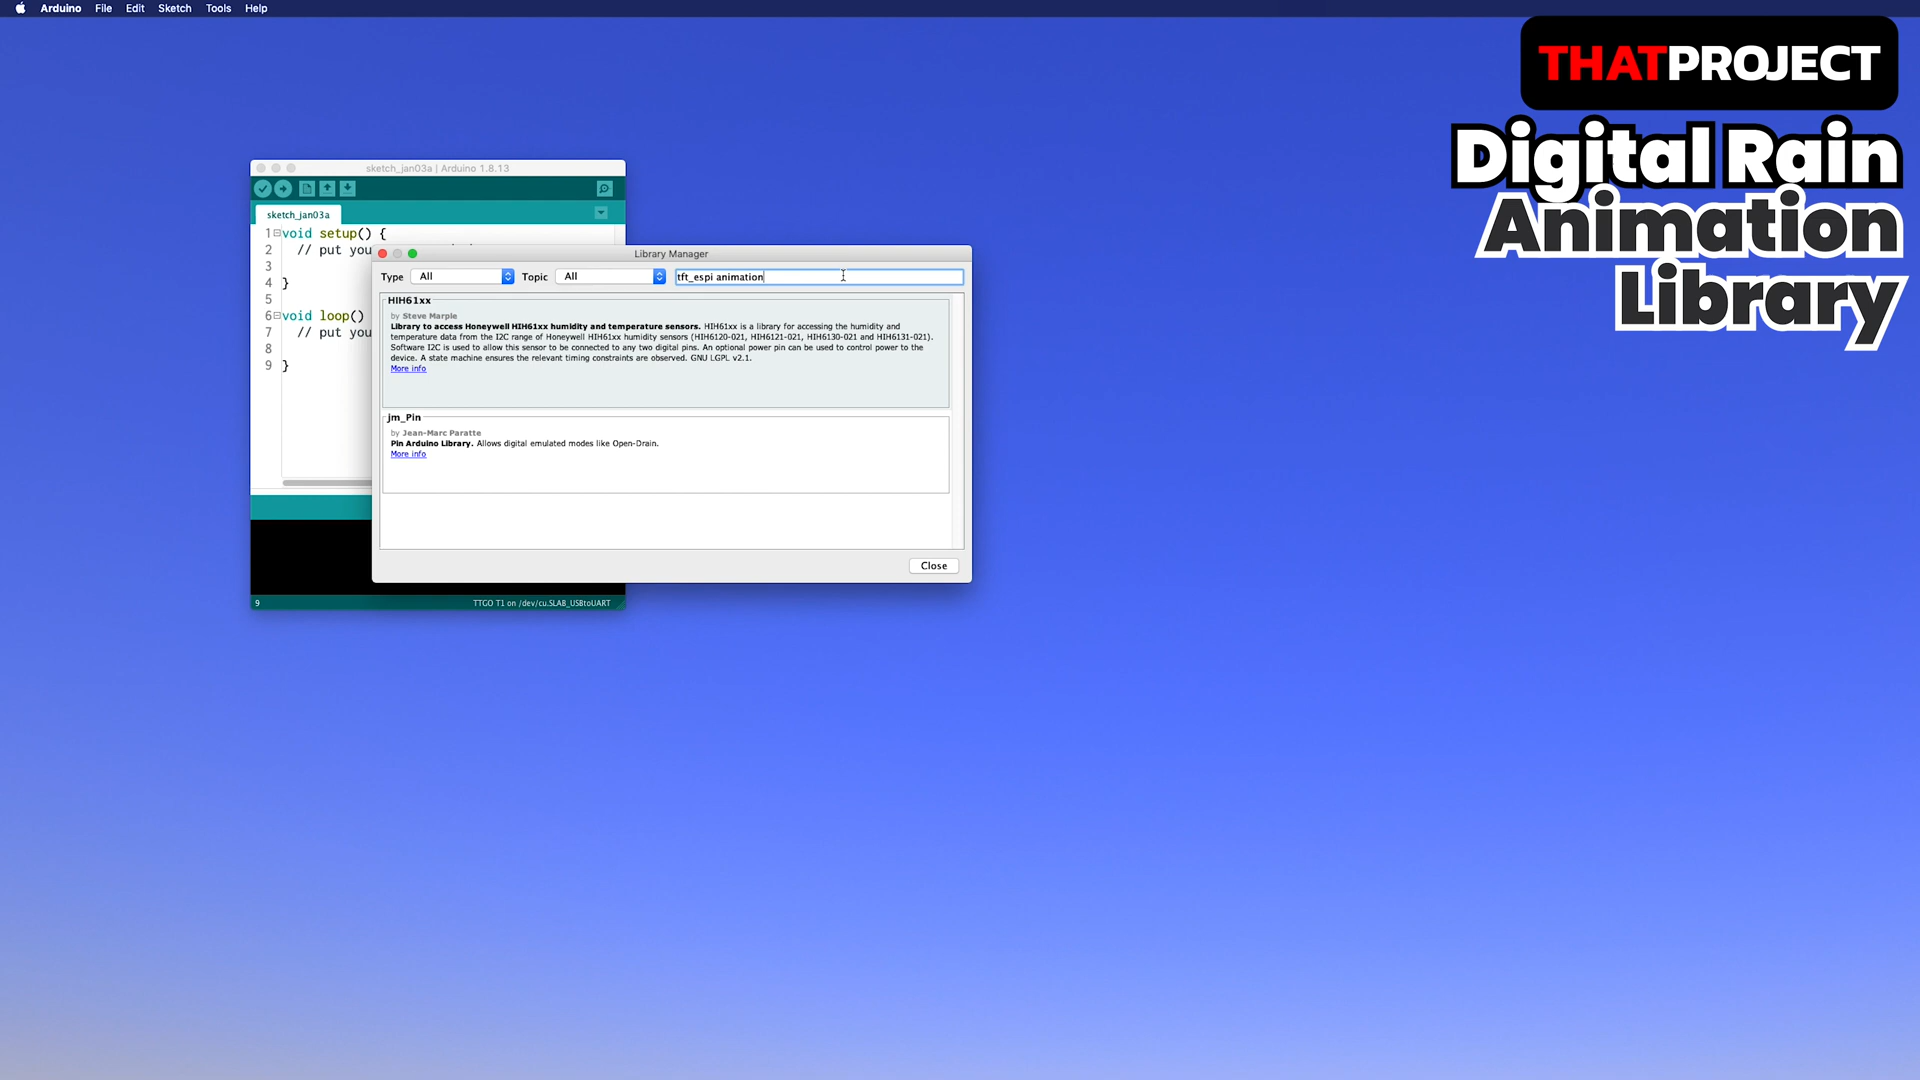 Arduino File Edit Sketch Tools Help
THATPROJECT
Digital Rain
Animation
Library
sketch_jan03a | Arduino 1.8.13
sketch_jan03a
1 void setup() {
2 // put you
3
4 }
5
6 void loop()
7 // put you
8
9 }
Library Manager
Type All Topic All tft_espi animation
HIH61xx
by Steve Marple
Library to access Honeywell HIH61xx humidity and temperature sensors. HIH61xx is a library for accessing the humidity and
temperature data from the I2C range of Honeywell HIH61xx humidity sensors (HIH6120-021, HIH6121-021, HIH6130-021 and HIH6131-021).
Software I2C is used to allow this sensor to be connected to any two digital pins. An optional power pin can be used to control power to the
device. A state machine ensures the relevant timing constraints are observed. GNU LGPL v2.1.
More info
jm_Pin
by Jean-Marc Paratte
Pin Arduino Library. Allows digital emulated modes like Open-Drain.
More info
Close
9 TTGO T1 on /dev/cu.SLAB_USBtoUART